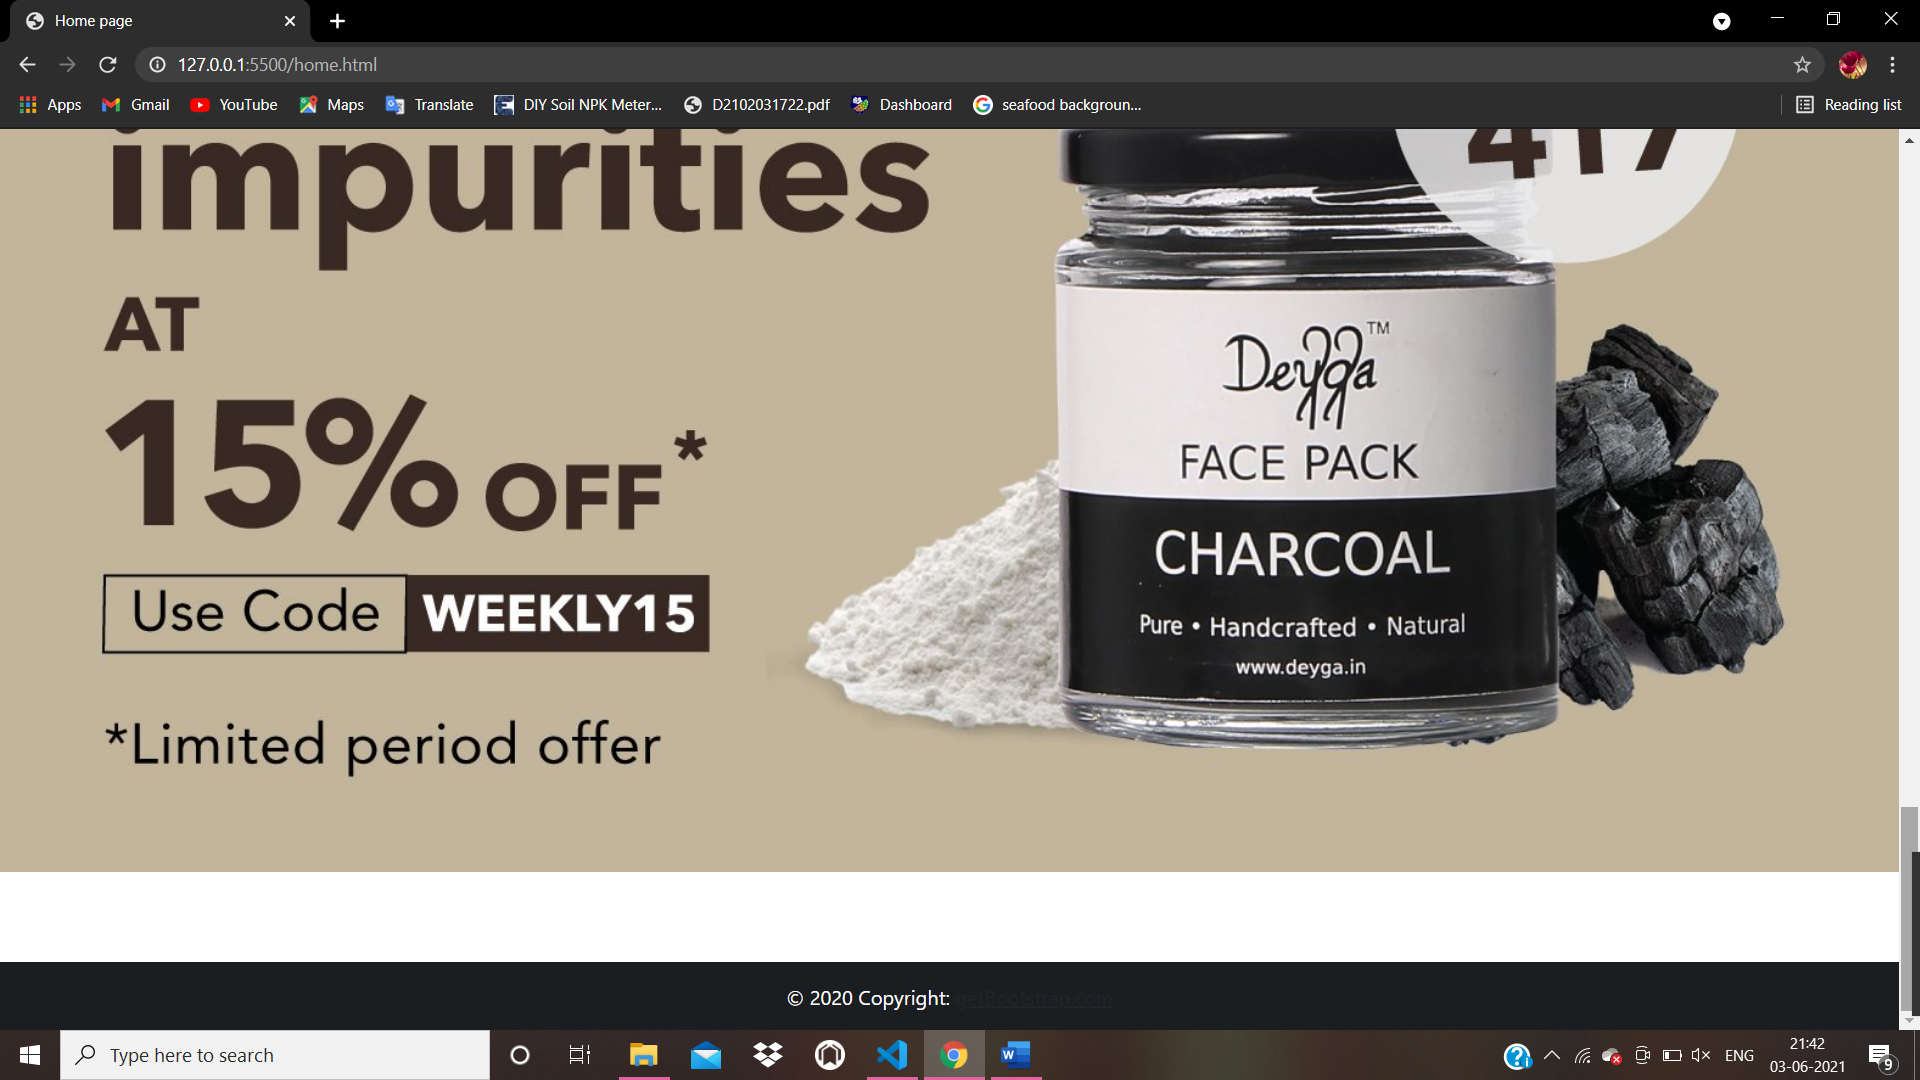 Home page
127.0.0.1:5500/home.html
Apps
Gmail
YouTube
Maps
Translate
DIY Soil NPK Meter...
D2102031722.pdf
Dashboard
seafood backgroun...
Reading list
impurities
417
AT
15% OFF*
Use Code WEEKLY15
*Limited period offer
Deyga™
FACE PACK
CHARCOAL
Pure • Handcrafted • Natural
www.deyga.in
© 2020 Copyright: getBootstrap.com
Type here to search
ENG
21:42
03-06-2021
9